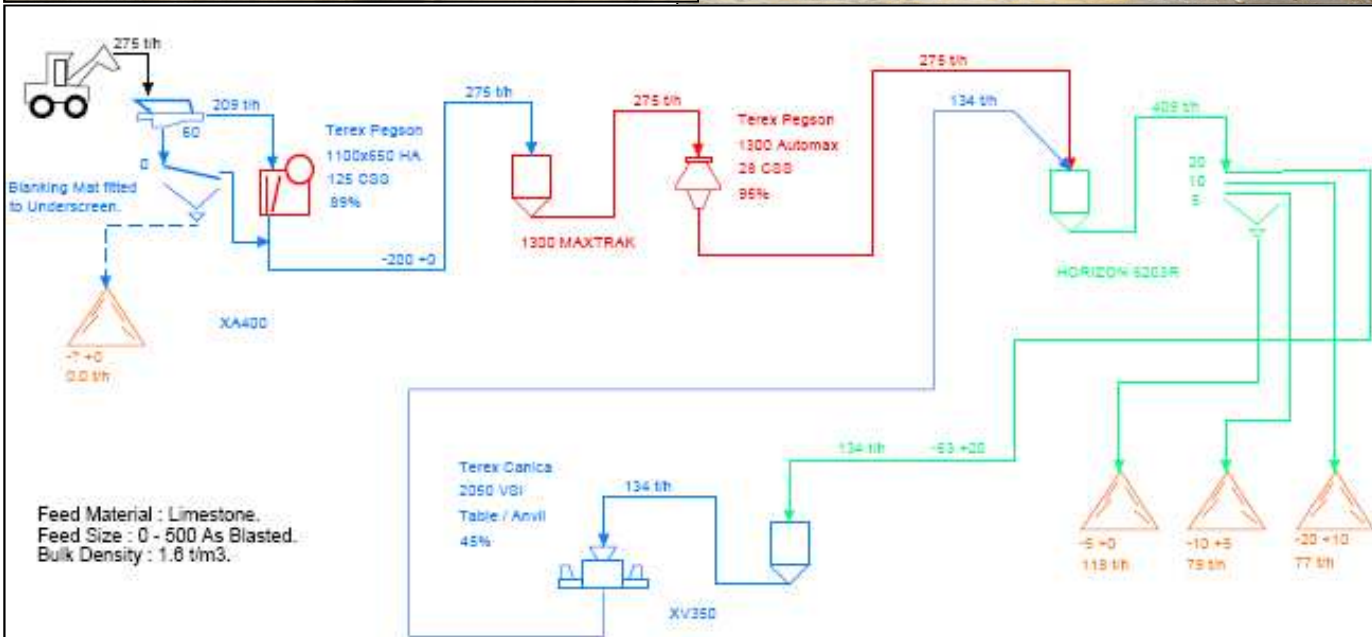 275 t/h
209 t/h
60
0
Blanking Mat fitted
to Underscreen.
Terex Pegson
1100x650 HA
125 CSS
89%
-200 +0
XA400
-7 +0
0.0 t/h
275 t/h
1300 MAXTRAK
275 t/h
Terex Pegson
1300 Automax
28 CSS
95%
275 t/h
134 t/h
409 t/h
20
10
5
HORIZON 6203R
134 t/h
-53 +20
Terex Canica
2050 VSI
Table / Anvil
45%
134 t/h
XV350
Feed Material : Limestone.
Feed Size : 0 - 500 As Blasted.
Bulk Density : 1.6 t/m3.
-5 +0
-10 +5
-20 +10
77 t/h